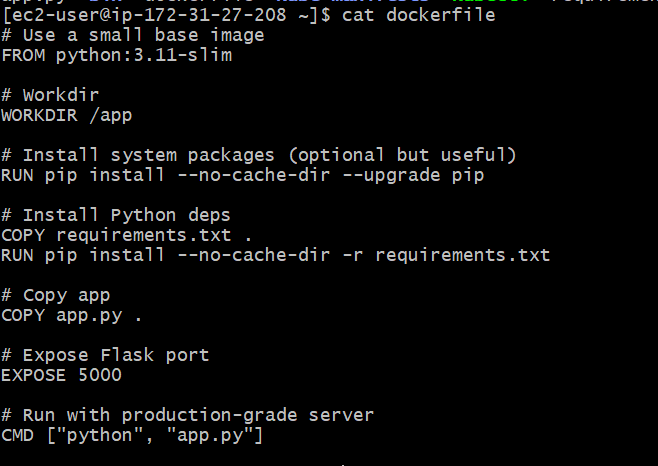 [ec2-user@ip-172-31-27-208 ~]$ cat dockerfile
# Use a small base image
FROM python:3.11-slim
# Workdir
WORKDIR /app
# Install system packages (optional but useful)
RUN pip install --no-cache-dir --upgrade pip
# Install Python deps
COPY requirements.txt .
RUN pip install --no-cache-dir -r requirements.txt
# Copy app
COPY app.py .
# Expose Flask port
EXPOSE 5000
# Run with production-grade server
CMD ["python", "app.py"]